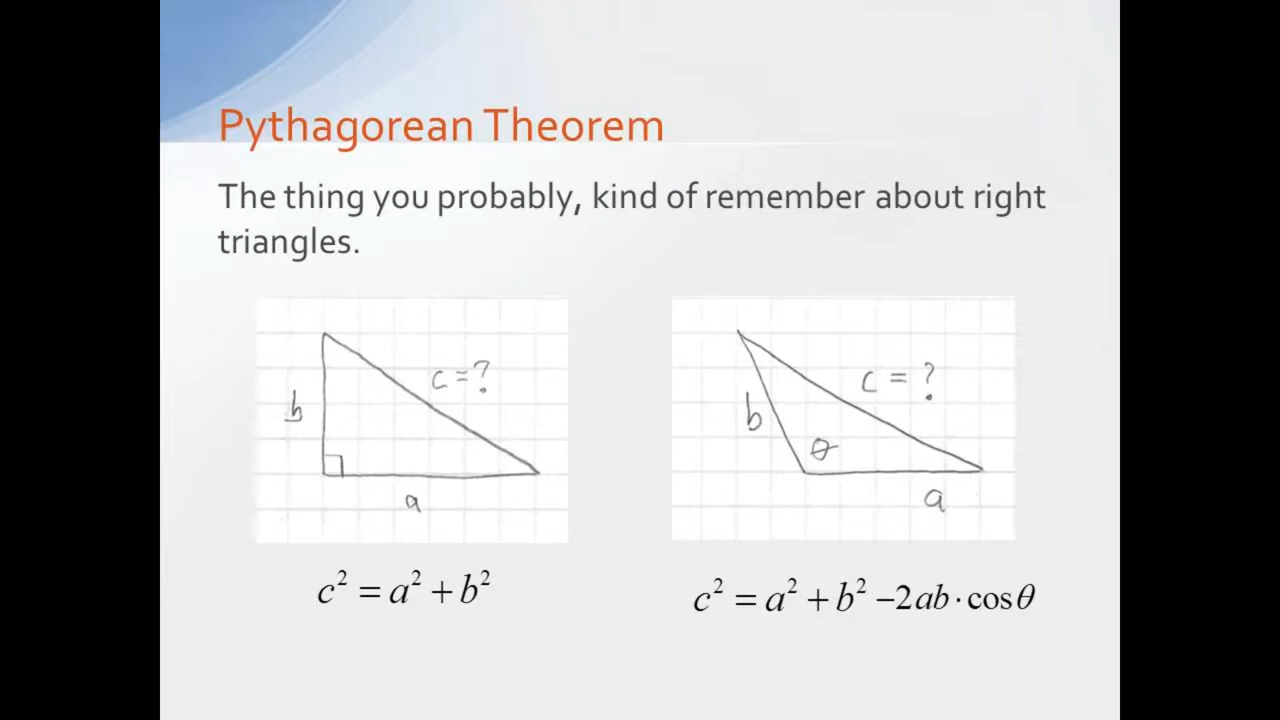 Pythagorean Theorem
The thing you probably, kind of remember about right
triangles.
c = ?
b
a
c² = a² + b²
c = ?
b
θ
a
c² = a² + b² −2ab · cosθ